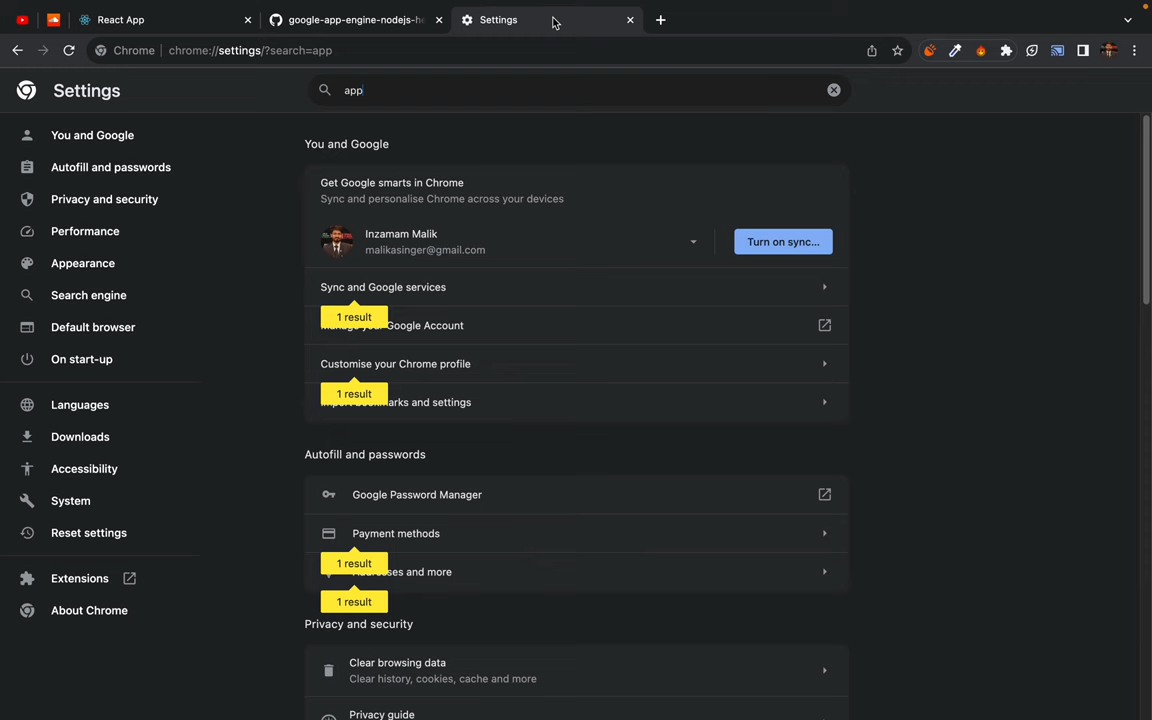 React App
google-app-engine-nodejs-he
Settings
Chrome
chrome://settings/?search=app
Settings
app
You and Google
Autofill and passwords
Privacy and security
Performance
Appearance
Search engine
Default browser
On start-up
Languages
Downloads
Accessibility
System
Reset settings
Extensions
About Chrome
You and Google
Get Google smarts in Chrome
Sync and personalise Chrome across your devices
Inzamam Malik
malikasinger@gmail.com
Turn on sync...
Sync and Google services
1 result
Google Account
Customise your Chrome profile
1 result
and settings
Autofill and passwords
Google Password Manager
Payment methods
1 result
and more
1 result
Privacy and security
Clear browsing data
Clear history, cookies, cache and more
Privacy guide